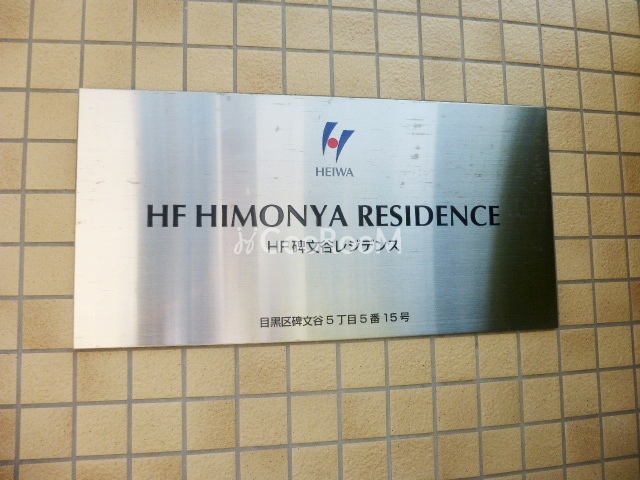 HEIWA
HF HIMONYA RESIDENCE
GooRooM
HF碑文谷レジデンス
目黒区碑文谷5丁目5番15号